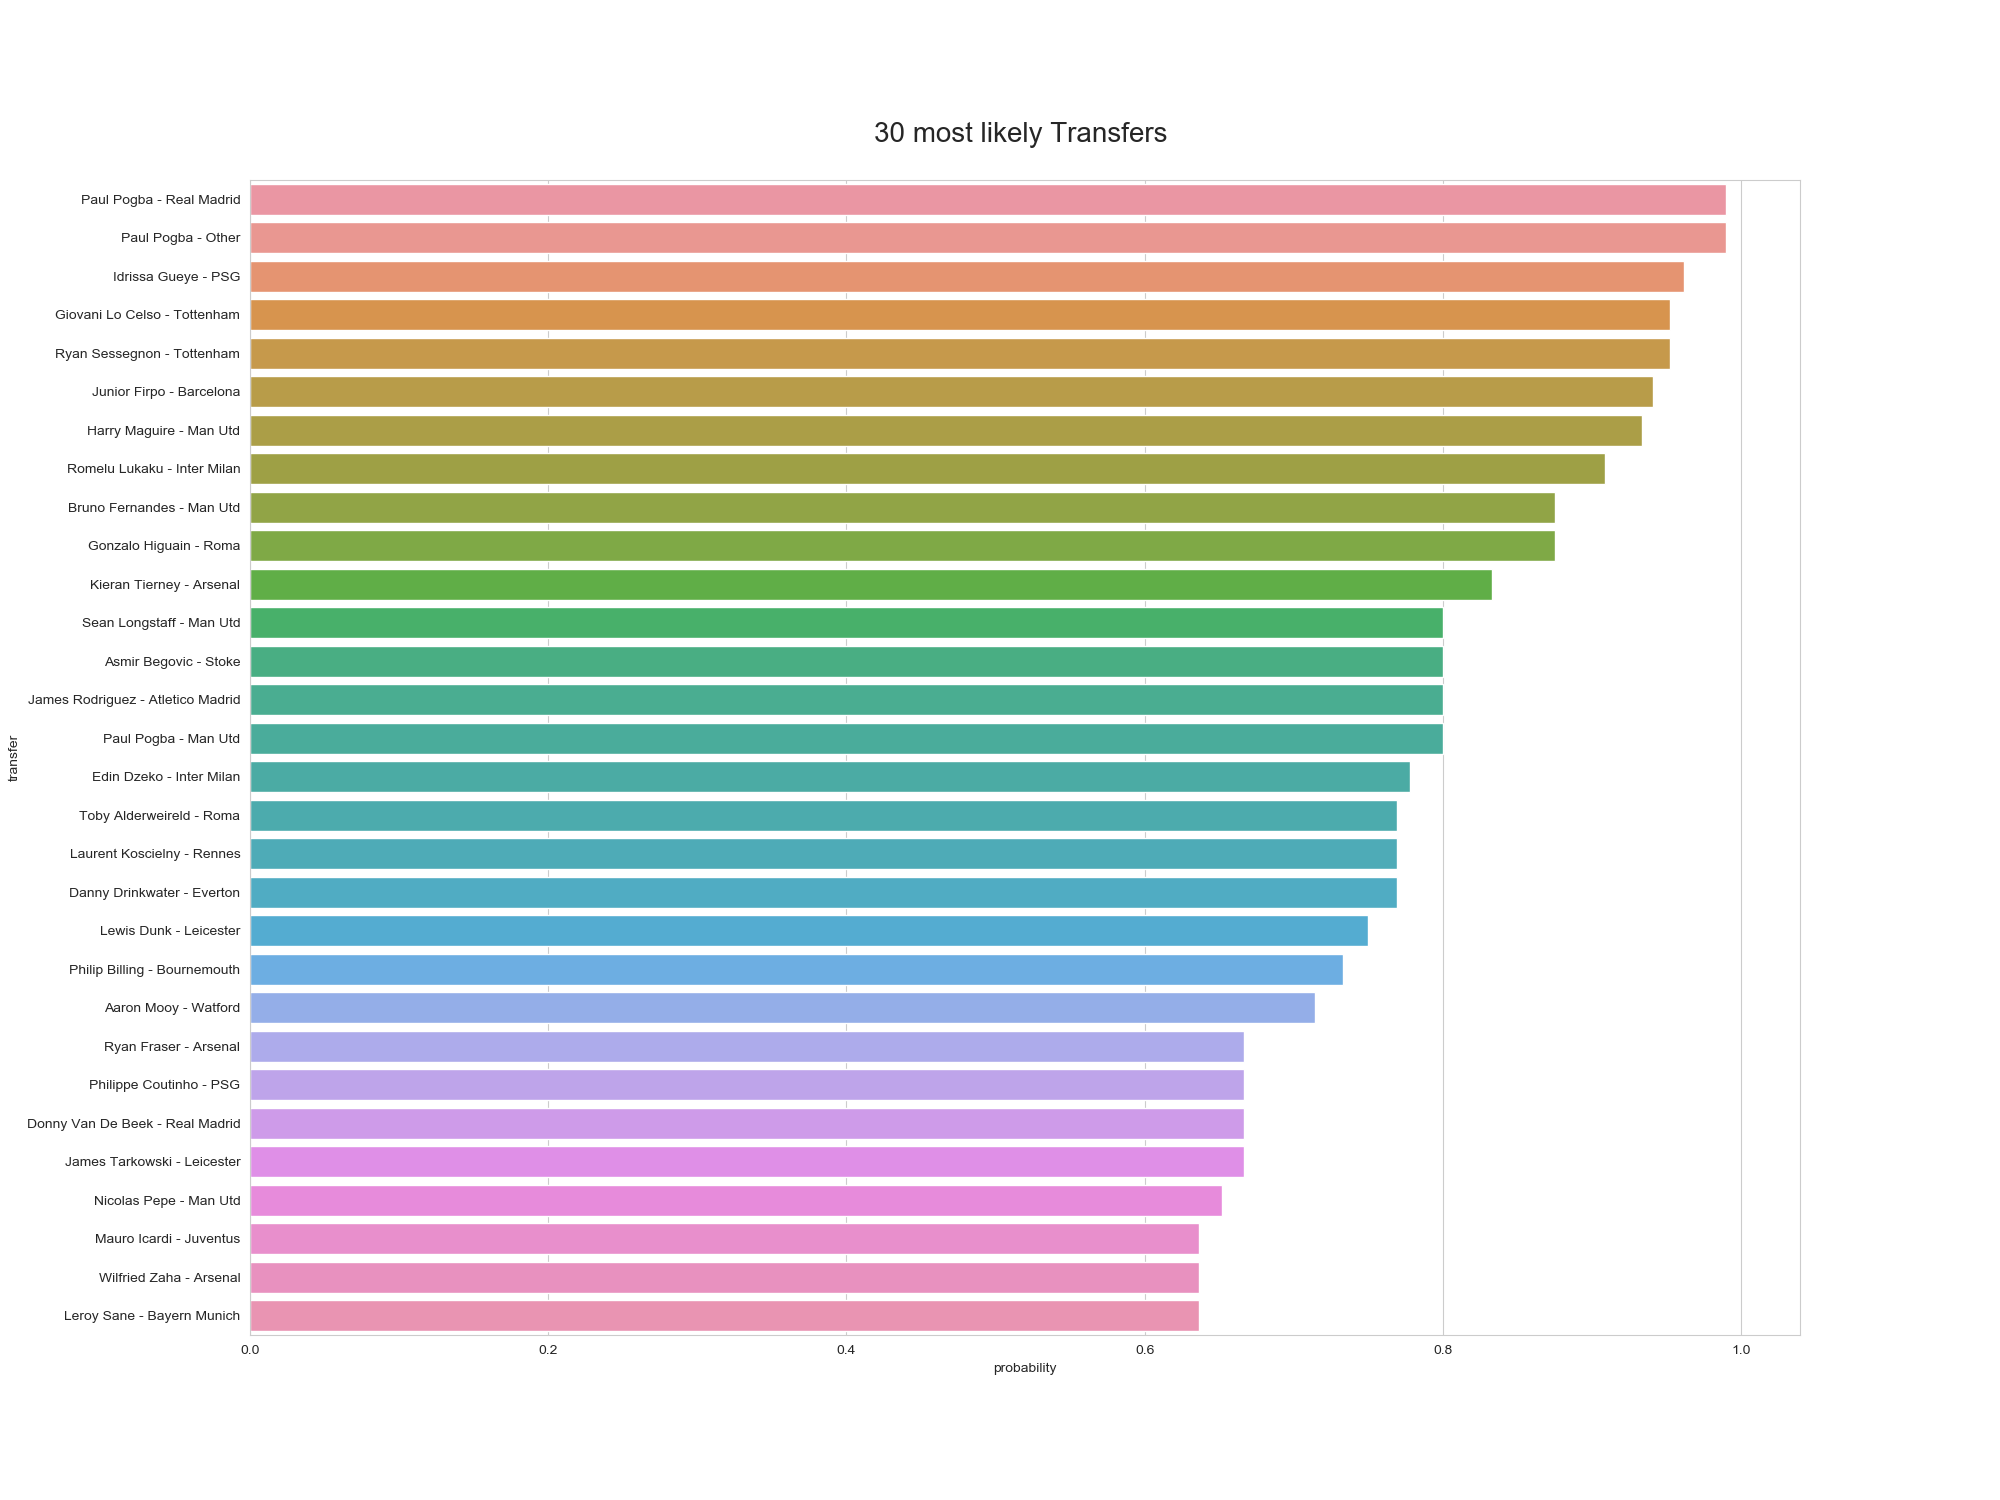 30 most likely Transfers
Paul Pogba - Real Madrid
Paul Pogba - Other
Idrissa Gueye - PSG
Giovani Lo Celso - Tottenham
Ryan Sessegnon - Tottenham
Junior Firpo - Barcelona
Harry Maguire - Man Utd
Romelu Lukaku - Inter Milan
Bruno Fernandes - Man Utd
Gonzalo Higuain - Roma
Kieran Tierney - Arsenal
Sean Longstaff - Man Utd
Asmir Begovic - Stoke
James Rodriguez - Atletico Madrid
Paul Pogba - Man Utd
Edin Dzeko - Inter Milan
Toby Alderweireld - Roma
Laurent Koscielny - Rennes
Danny Drinkwater - Everton
Lewis Dunk - Leicester
Philip Billing - Bournemouth
Aaron Mooy - Watford
Ryan Fraser - Arsenal
Philippe Coutinho - PSG
Donny Van De Beek - Real Madrid
James Tarkowski - Leicester
Nicolas Pepe - Man Utd
Mauro Icardi - Juventus
Wilfried Zaha - Arsenal
Leroy Sane - Bayern Munich
transfer
0.0 0.2 0.4 0.6 0.8 1.0
probability